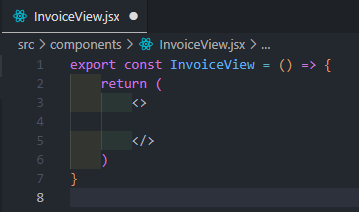 InvoiceView.jsx
src > components > InvoiceView.jsx > ...
1 export const InvoiceView = () => {
2     return (
3         <>
4
5         </>
6     )
7 }
8